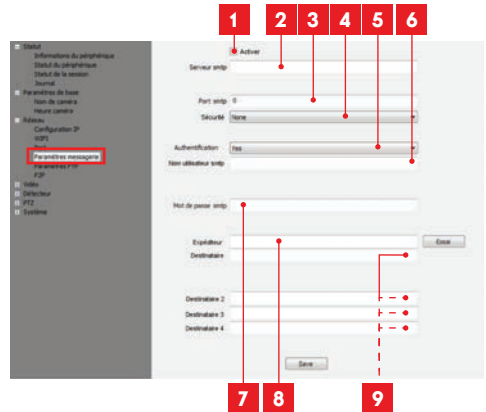 1 2 3 4 5 6
Statut
Informations du périphérique
Statut du périphérique
Statut de la session
Journal
Paramètres de base
Nom de caméra
Heure caméra
Réseau
Configuration IP
WIFI
Port
Paramètres messagerie
Paramètres FTP
P2P
Vidéo
Détecteur
PTZ
Système
Activer
Serveur smtp
Port smtp 0
Sécurité None
Authentification Yes
Nom utilisateur smtp
Mot de passe smtp
Expéditeur Essai
Destinataire
Destinataire 2
Destinataire 3
Destinataire 4
Save
7 8 9